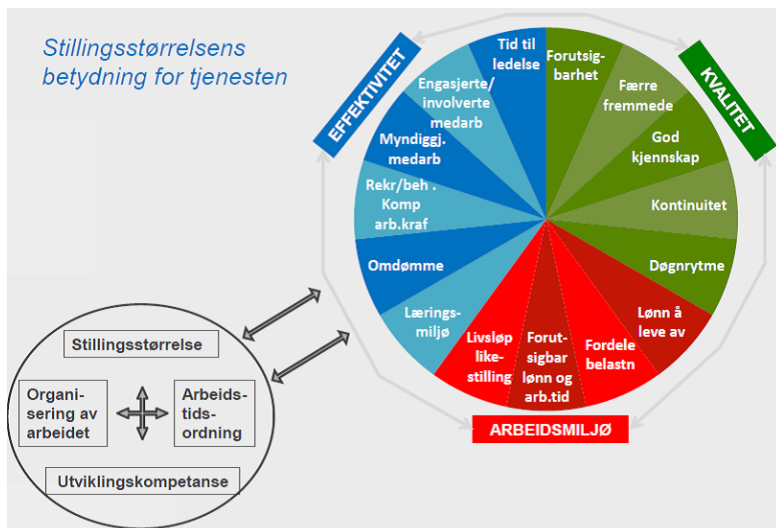 Stillingsstørrelsens
betydning for tjenesten
EFFEKTIVITET
KVALITET
ARBEIDSMILJØ
Tid til
ledelse
Forutsig-
barhet
Færre
fremmede
God
kjennskap
Kontinuitet
Døgnrytme
Lønn å
leve av
Fordele
belastn
Forut-
sigbar
lønn og
arb.tid
Livsløp
like-
stilling
Lærings-
miljø
Omdømme
Rekr/beh .
Komp
arb.kraf
Myndiggj.
medarb
Engasjerte/
involverte
medarb
Stillingsstørrelse
Organi-
sering av
arbeidet
Arbeids-
tids-
ordning
Utviklingskompetanse